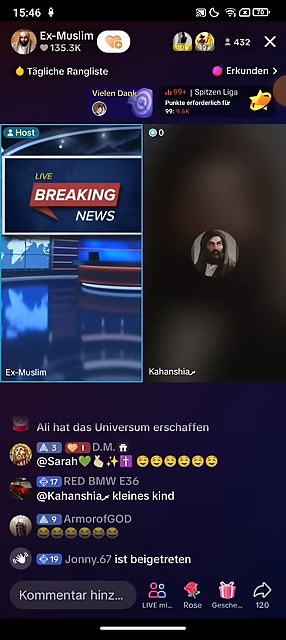 15:46
70
Ex-Muslim
135.3K
432
Tägliche Rangliste
Erkunden >
Vielen Dank
99+ | Spitzen Liga
Punkte erforderlich für
99: 9.6K
Host
0
LIVE
BREAKING
NEWS
Ex-Muslim
Kahanshia
Ali hat das Universum erschaffen
3 1 D.M.
@Sarah💚🫰🏻✨✝️ 🤤🤤🤤🤤🤤🤤
17 RED BMW E36
@Kahanshia kleines kind
9 ArmorofGOD
😂😂😂😂😂😂
19 Jonny.67 ist beigetreten
Kommentar hinz...
LIVE mi...
Rose
Gesche...
120